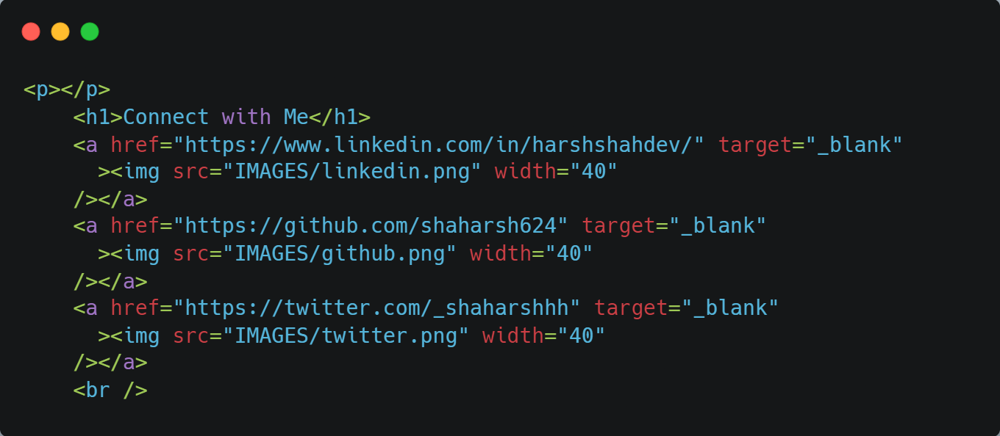 <p></p>
    <h1>Connect with Me</h1>
    <a href="https://www.linkedin.com/in/harshshahdev/" target="_blank"
      ><img src="IMAGES/linkedin.png" width="40"
    /></a>
    <a href="https://github.com/shaharsh624" target="_blank"
      ><img src="IMAGES/github.png" width="40"
    /></a>
    <a href="https://twitter.com/_shaharshhh" target="_blank"
      ><img src="IMAGES/twitter.png" width="40"
    /></a>
    <br />